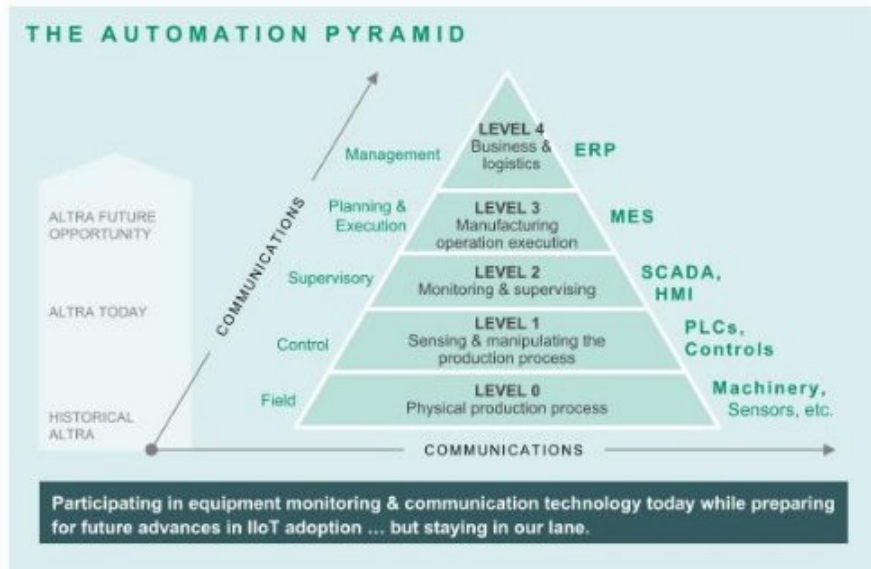 THE AUTOMATION PYRAMID
ALTRA FUTURE
OPPORTUNITY
ALTRA TODAY
HISTORICAL
ALTRA
COMMUNICATIONS
Management
Planning &
Execution
Supervisory
Control
Field
LEVEL 4
Business &
logistics
LEVEL 3
Manufacturing
operation execution
LEVEL 2
Monitoring & supervising
LEVEL 1
Sensing & manipulating the
production process
LEVEL 0
Physical production process
ERP
MES
SCADA,
HMI
PLCs,
Controls
Machinery,
Sensors, etc.
COMMUNICATIONS
Participating in equipment monitoring & communication technology today while preparing
for future advances in IIoT adoption ... but staying in our lane.